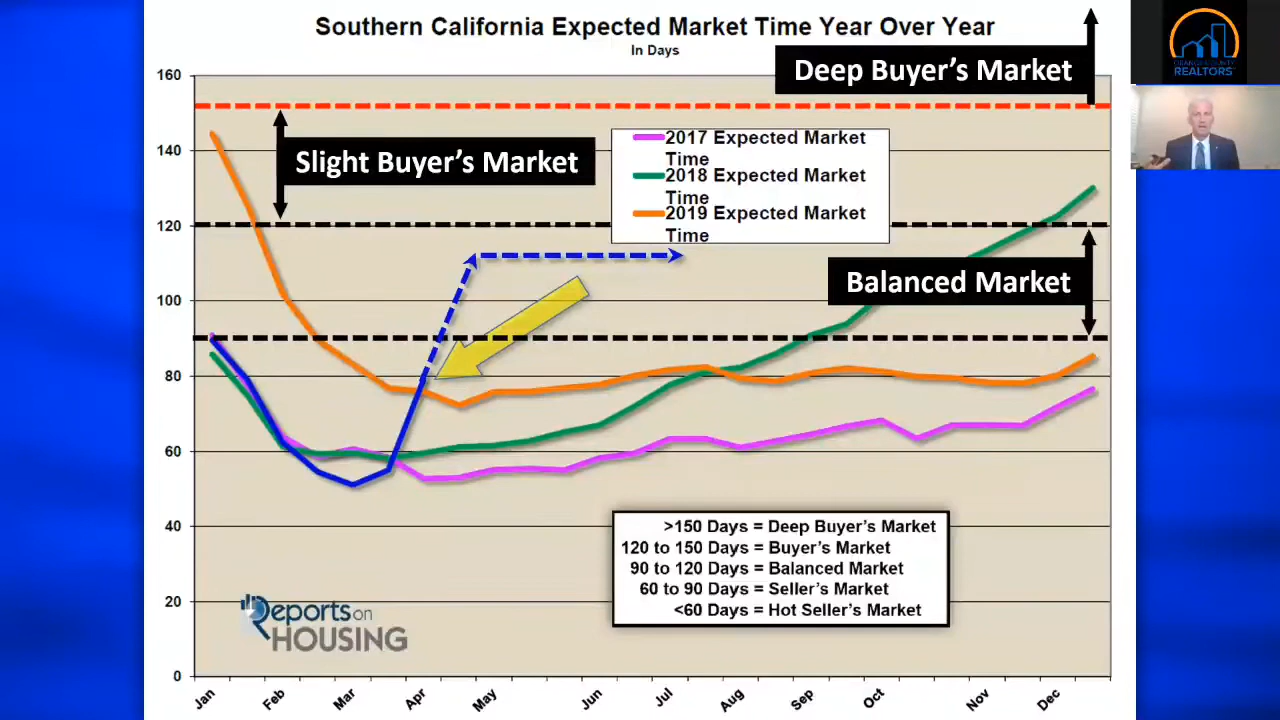 Southern California Expected Market Time Year Over Year
In Days
Deep Buyer's Market
REALTORS
160
140
120
100
80
60
40
20
0
Slight Buyer's Market
2017 Expected Market
Time
2018 Expected Market
Time
2019 Expected Market
Time
Balanced Market
>150 Days = Deep Buyer's Market
120 to 150 Days = Buyer's Market
90 to 120 Days = Balanced Market
60 to 90 Days = Seller's Market
<60 Days = Hot Seller's Market
Reports on
HOUSING
Jan
Feb
Mar
Apr
May
Jun
Jul
Aug
Sep
Oct
Nov
Dec